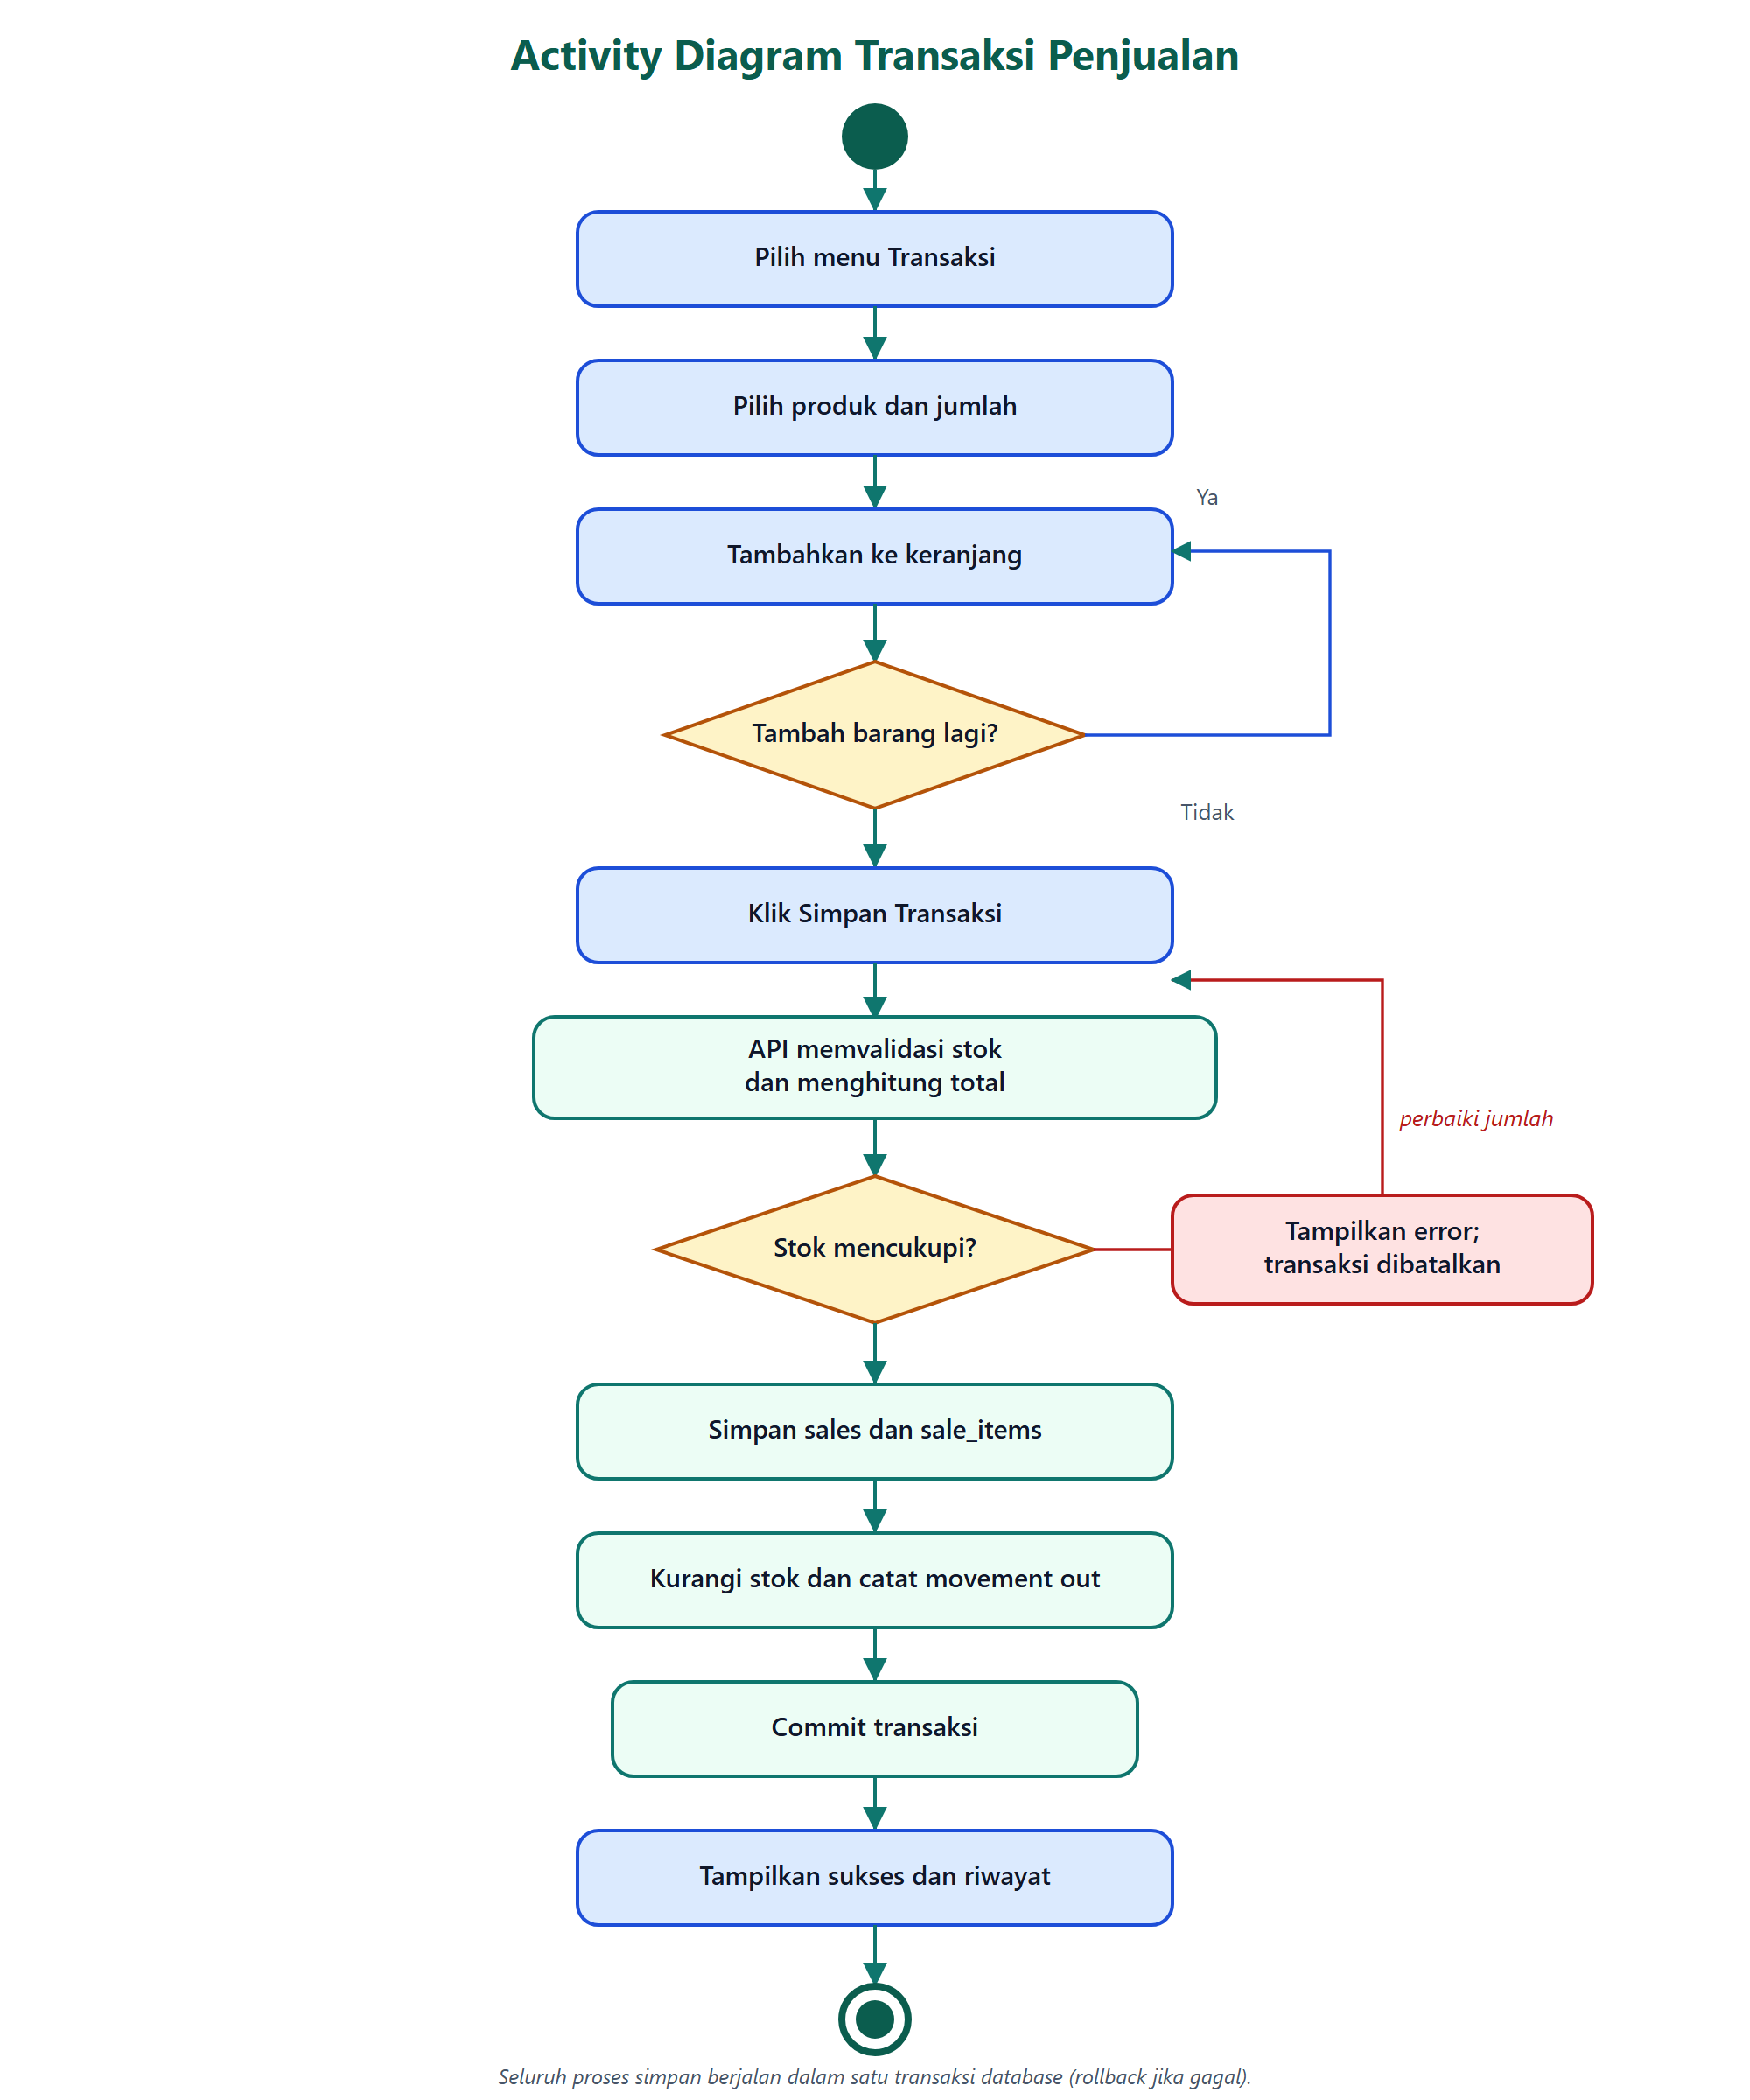 Activity Diagram Transaksi Penjualan
Pilih menu Transaksi
Pilih produk dan jumlah
Ya
Tambahkan ke keranjang
Tambah barang lagi?
Tidak
Klik Simpan Transaksi
API memvalidasi stok
dan menghitung total
perbaiki jumlah
Stok mencukupi?
Tampilkan error;
transaksi dibatalkan
Simpan sales dan sale_items
Kurangi stok dan catat movement out
Commit transaksi
Tampilkan sukses dan riwayat
Seluruh proses simpan berjalan dalam satu transaksi database (rollback jika gagal).